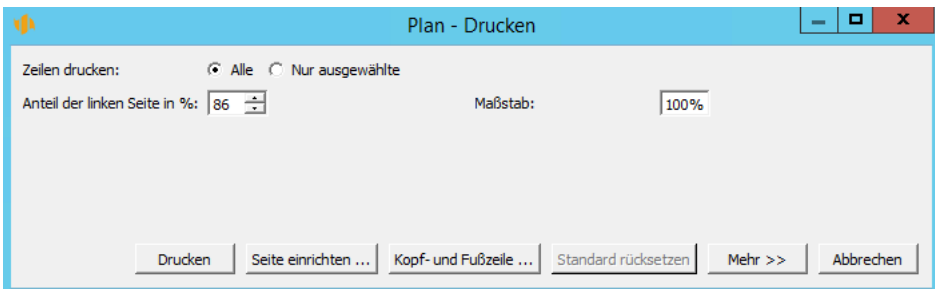 Plan - Drucken
Zeilen drucken: Alle Nur ausgewählte
Anteil der linken Seite in %: 86 Maßstab: 100%
Drucken Seite einrichten ... Kopf- und Fußzeile ... Standard rücksetzen Mehr >> Abbrechen